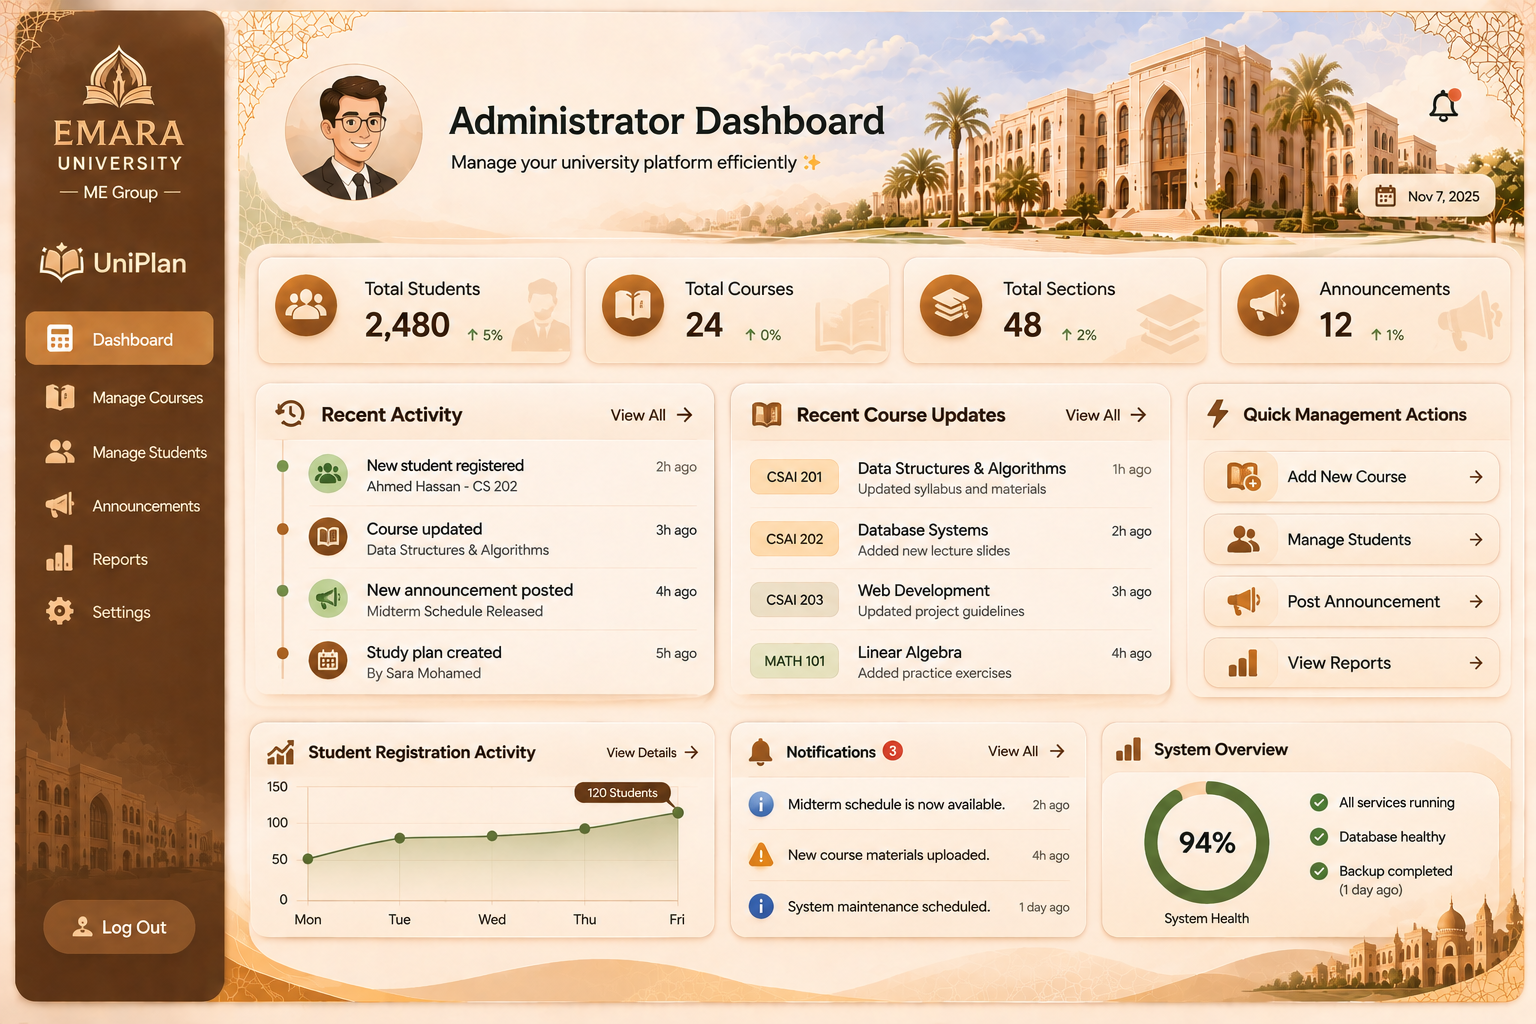 EMARA
UNIVERSITY
ME Group
UniPlan
Dashboard
Manage Courses
Manage Students
Announcements
Reports
Settings
Log Out
Administrator Dashboard
Manage your university platform efficiently
Nov 7, 2025
Total Students
2,480 ↑ 5%
Total Courses
24 ↑ 0%
Total Sections
48 ↑ 2%
Announcements
12 ↑ 1%
Recent Activity View All →
New student registered 2h ago
Ahmed Hassan - CS 202
Course updated 3h ago
Data Structures & Algorithms
New announcement posted 4h ago
Midterm Schedule Released
Study plan created 5h ago
By Sara Mohamed
Recent Course Updates View All →
CSAI 201 Data Structures & Algorithms 1h ago
Updated syllabus and materials
CSAI 202 Database Systems 2h ago
Added new lecture slides
CSAI 203 Web Development 3h ago
Updated project guidelines
MATH 101 Linear Algebra 4h ago
Added practice exercises
Quick Management Actions
Add New Course →
Manage Students →
Post Announcement →
View Reports →
Student Registration Activity View Details →
150
100
50
0
120 Students
Mon Tue Wed Thu Fri
Notifications 3 View All →
Midterm schedule is now available. 2h ago
New course materials uploaded. 4h ago
System maintenance scheduled. 1 day ago
System Overview
94%
System Health
All services running
Database healthy
Backup completed
(1 day ago)